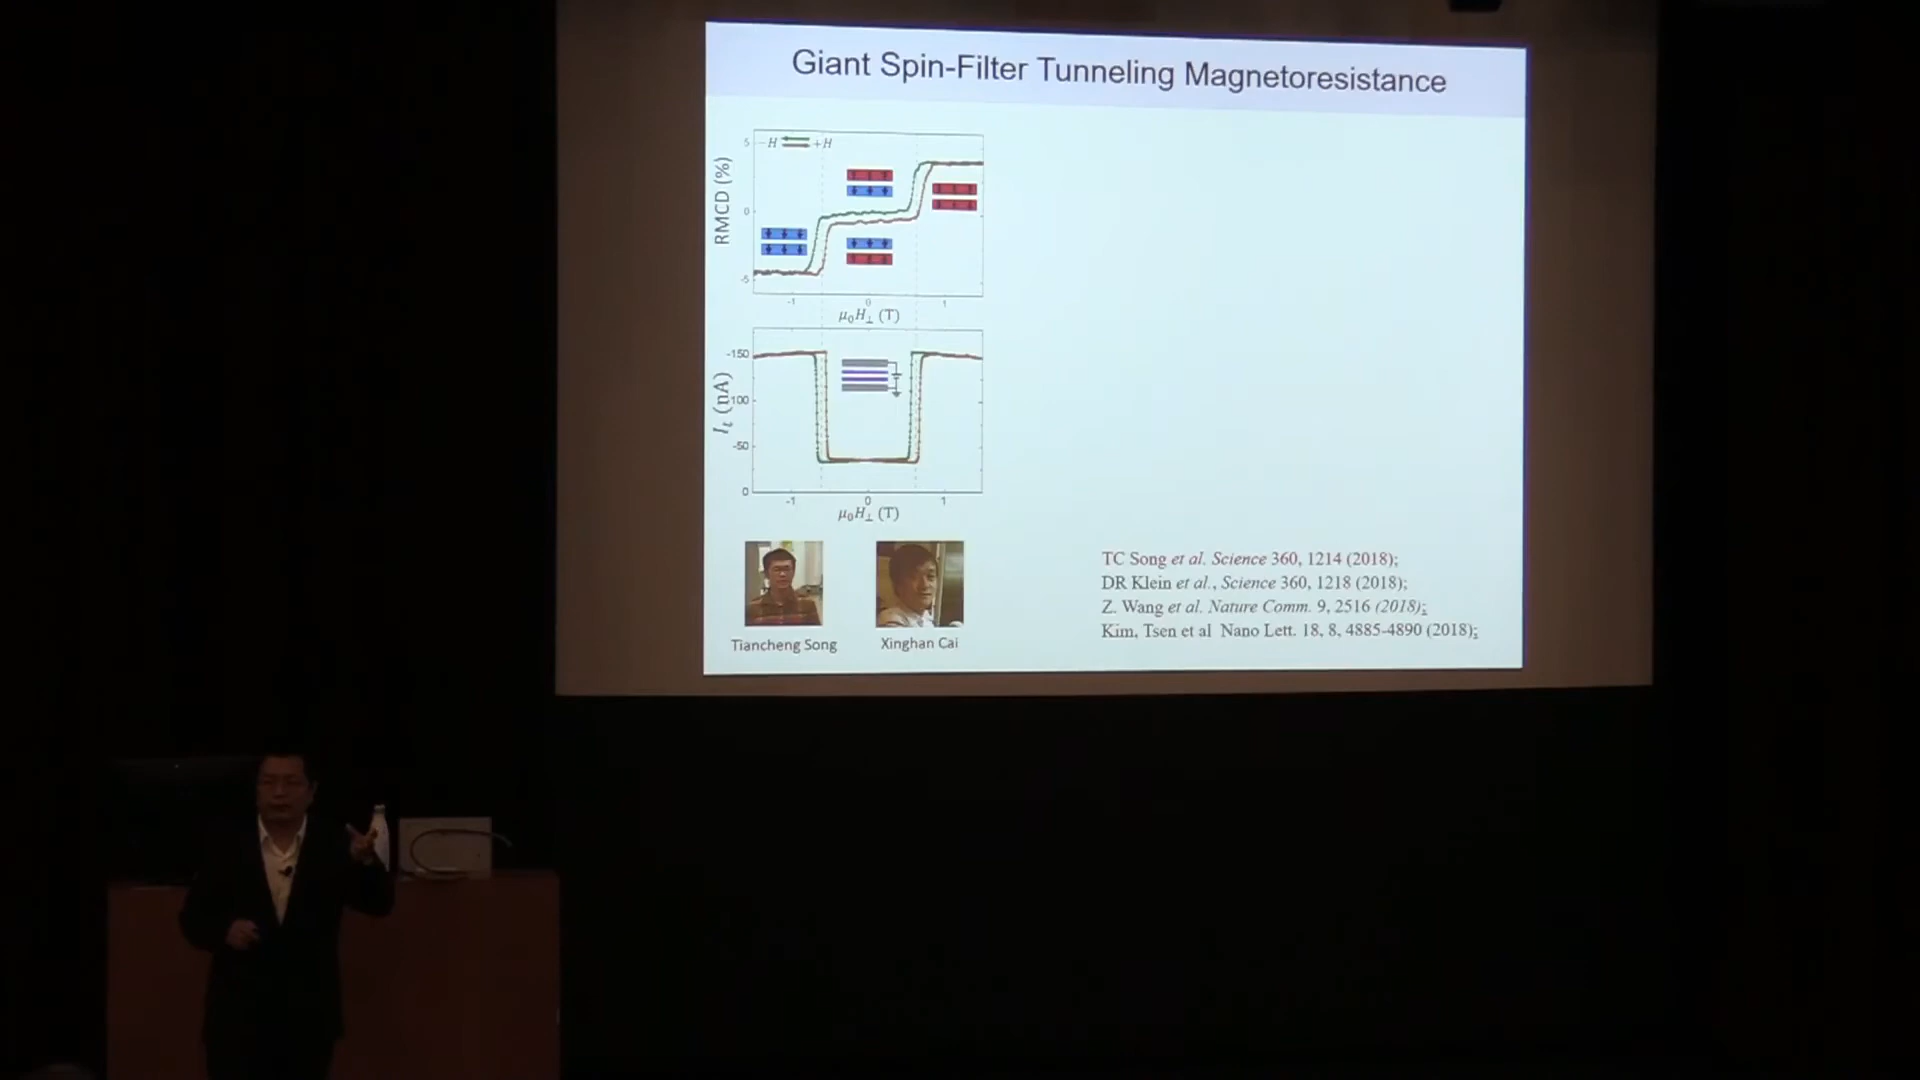 Giant Spin-Filter Tunneling Magnetoresistance
-H +H
RMCD (%)
5
0
-5
-1 0 1
μ₀H⊥ (T)
Iₜ (nA)
-150
100
-50
0
-1 0 1
μ₀H⊥ (T)
Tiancheng Song
Xinghan Cai
TC Song et al. Science 360, 1214 (2018);
DR Klein et al., Science 360, 1218 (2018);
Z. Wang et al. Nature Comm. 9, 2516 (2018);
Kim, Tsen et al Nano Lett. 18, 8, 4885-4890 (2018);